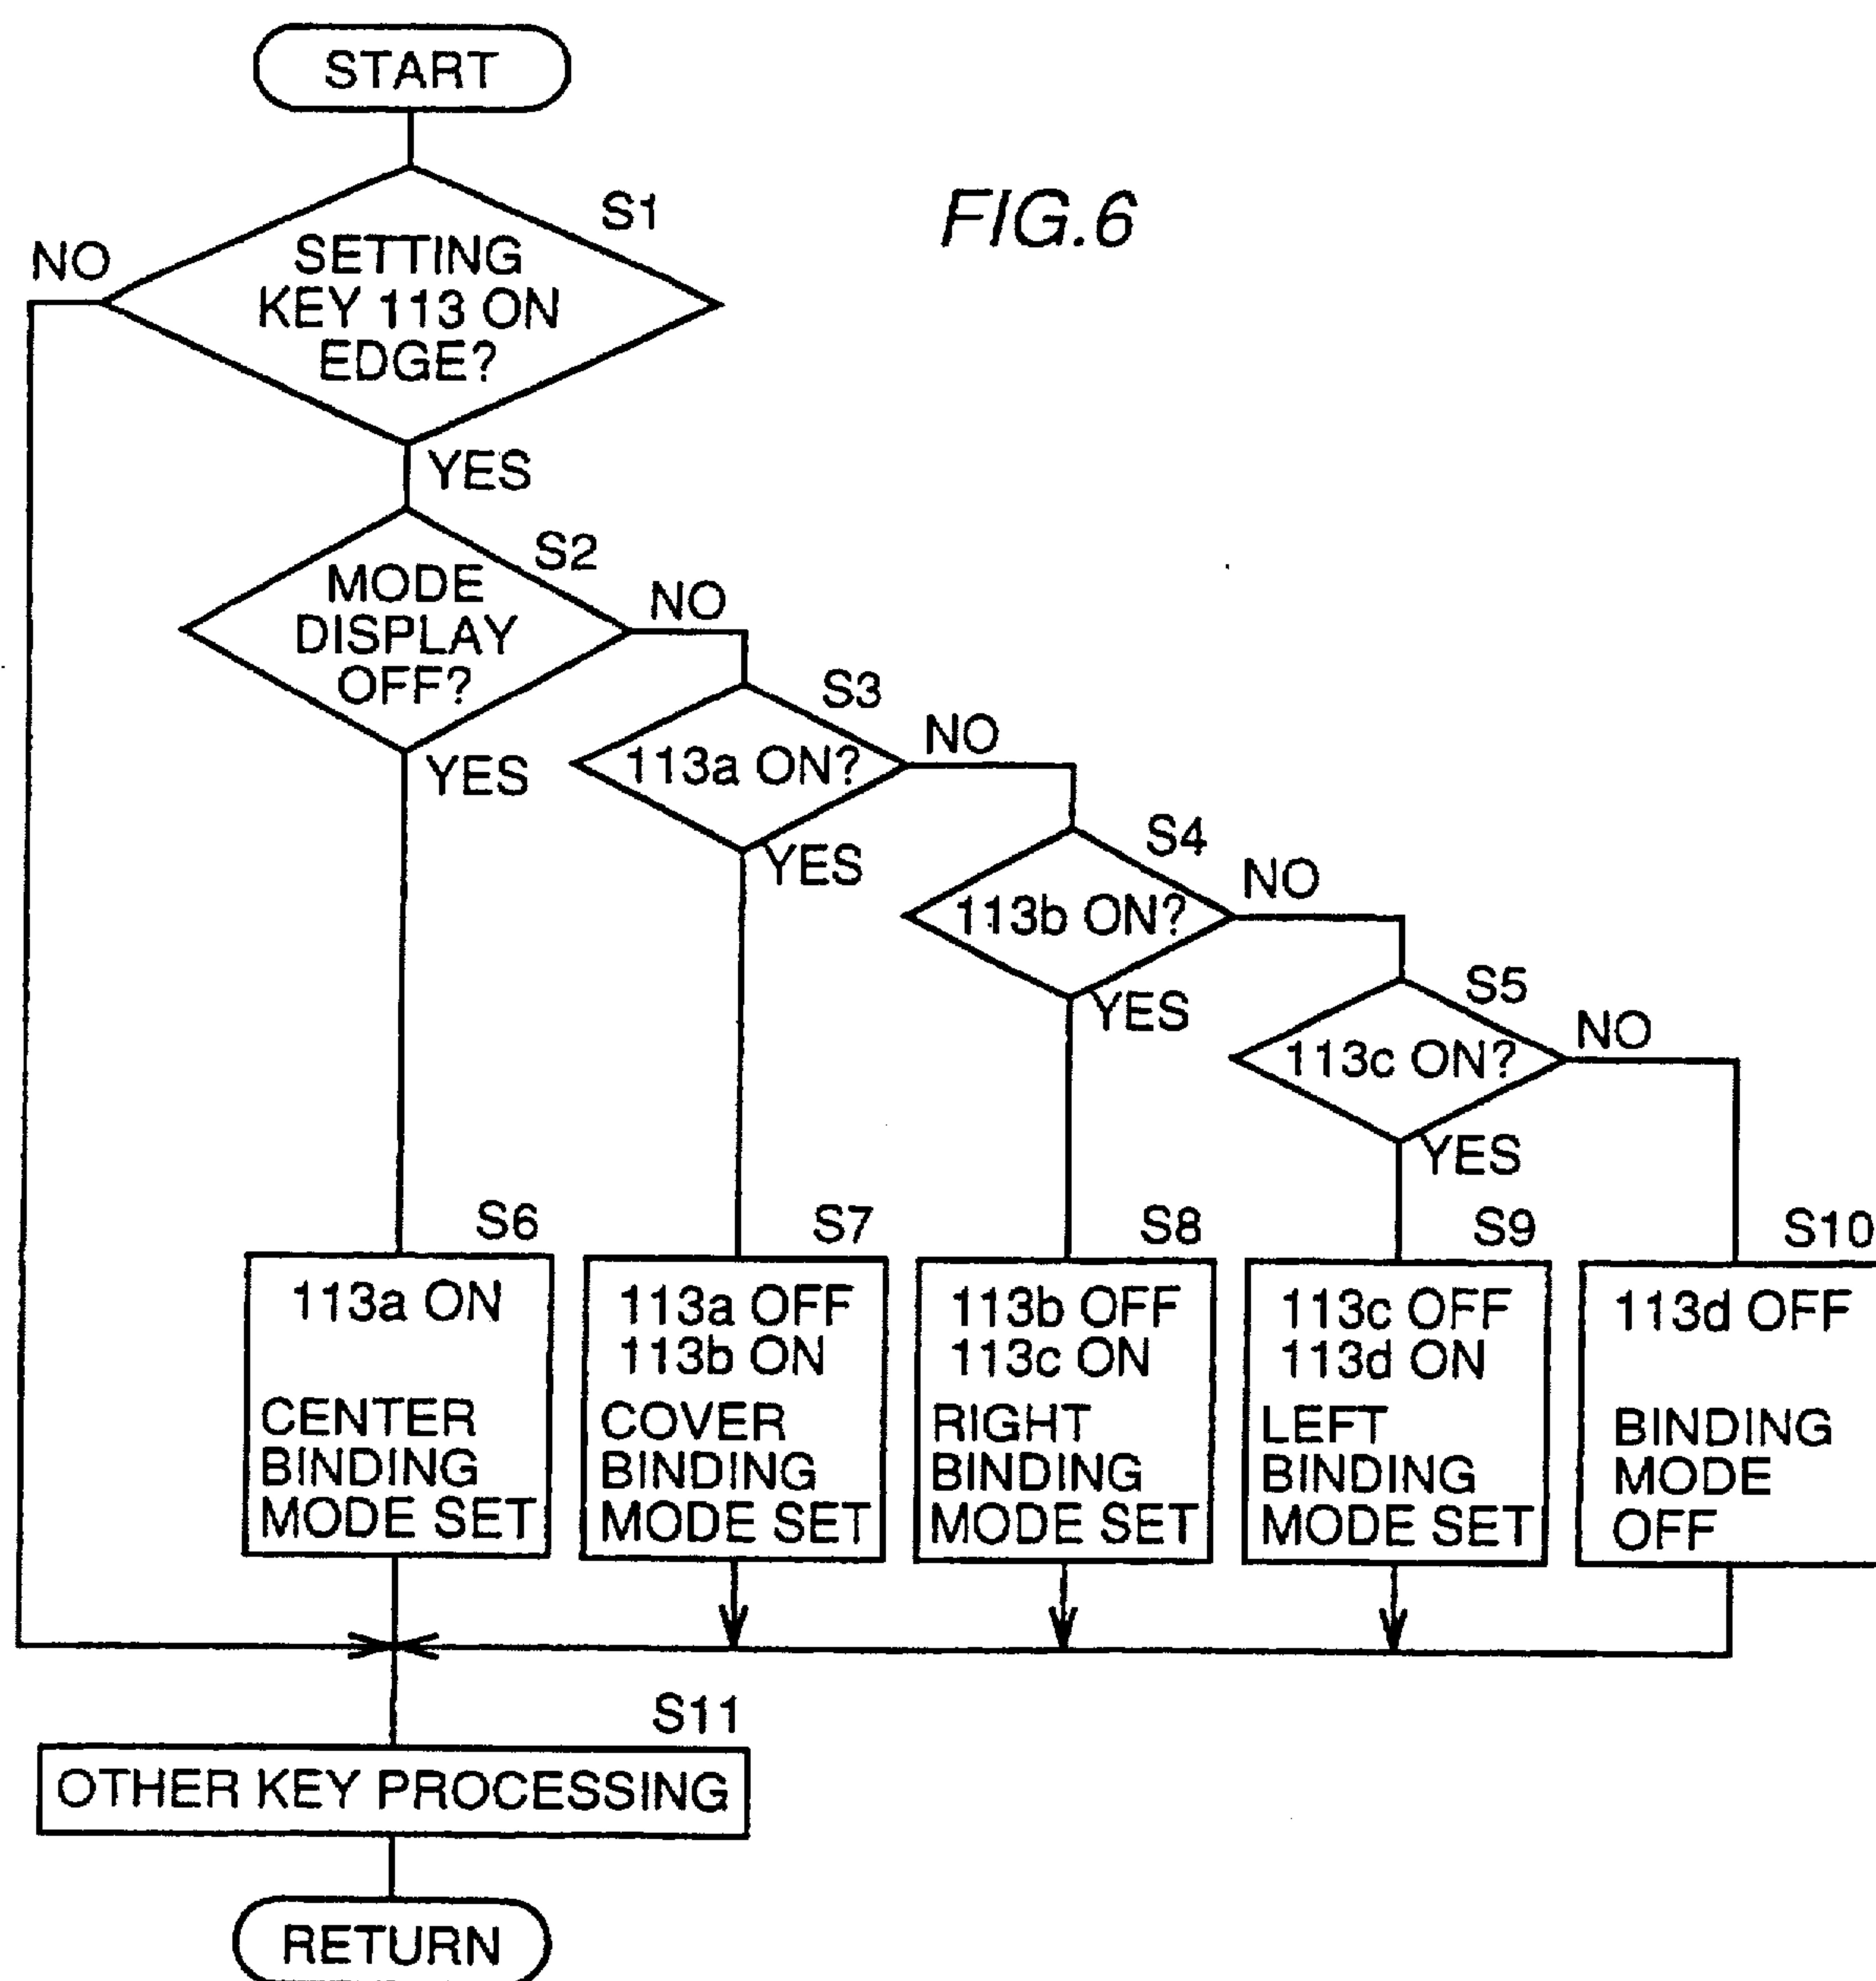 START
FIG.6
S1
NO
SETTING
KEY 113 ON
EDGE?
YES
S2
MODE
DISPLAY
OFF?
NO
YES
S3
113a ON?
NO
YES
S4
113b ON?
NO
YES
S5
113c ON?
NO
YES
S6
113a ON
CENTER
BINDING
MODE SET
S7
113a OFF
113b ON
COVER
BINDING
MODE SET
S8
113b OFF
113c ON
RIGHT
BINDING
MODE SET
S9
113c OFF
113d ON
LEFT
BINDING
MODE SET
S10
113d OFF
BINDING
MODE
OFF
S11
OTHER KEY PROCESSING
RETURN